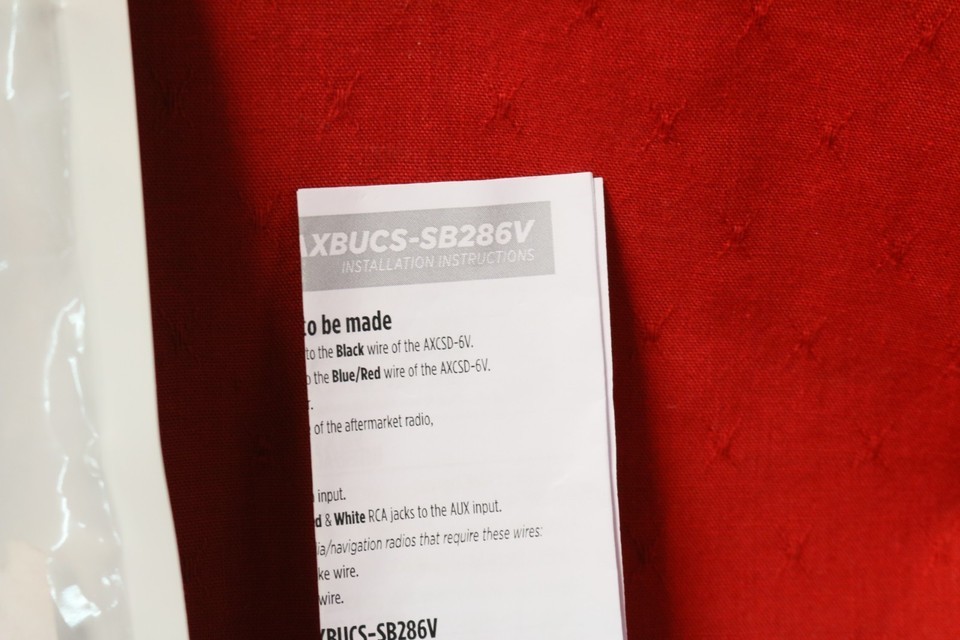 AXBUCS-SB286V
INSTALLATION INSTRUCTIONS
to be made
to the Black wire of the AXCSD-6V.
the Blue/Red wire of the AXCSD-6V.
of the aftermarket radio,
input.
& White RCA jacks to the AUX input.
/navigation radios that require these wires:
wire.
wire.
XBUCS-SB286V